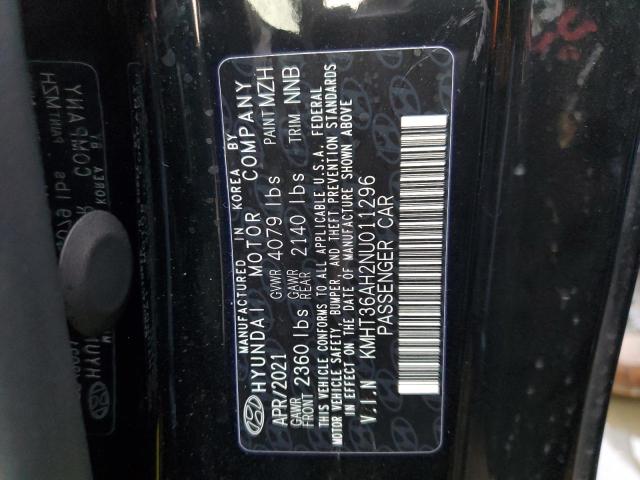 MANUFACTURED IN KOREA BY
HYUNDAI MOTOR COMPANY
APR/2021 GVWR 4079 lbs PAINT MZH
GAWR FRONT 2360 lbs GAWR REAR 2140 lbs TRIM NNB
THIS VEHICLE CONFORMS TO ALL APPLICABLE U.S.A. FEDERAL
MOTOR VEHICLE SAFETY, BUMPER, AND THEFT PREVENTION STANDARDS
IN EFFECT ON THE DATE OF MANUFACTURE SHOWN ABOVE
V.I.N KMHT36AH2NU011296
PASSENGER CAR